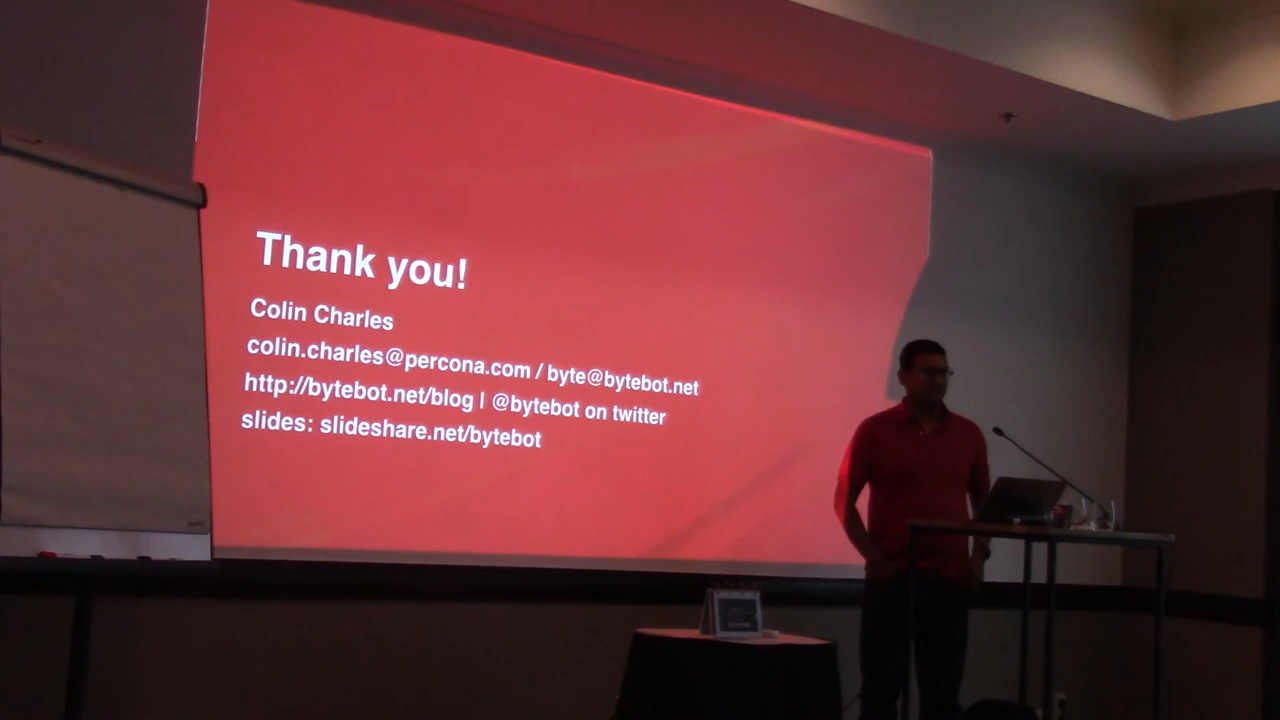 Thank you!
Colin Charles
colin.charles@percona.com / byte@bytebot.net
http://bytebot.net/blog | @bytebot on twitter
slides: slideshare.net/bytebot